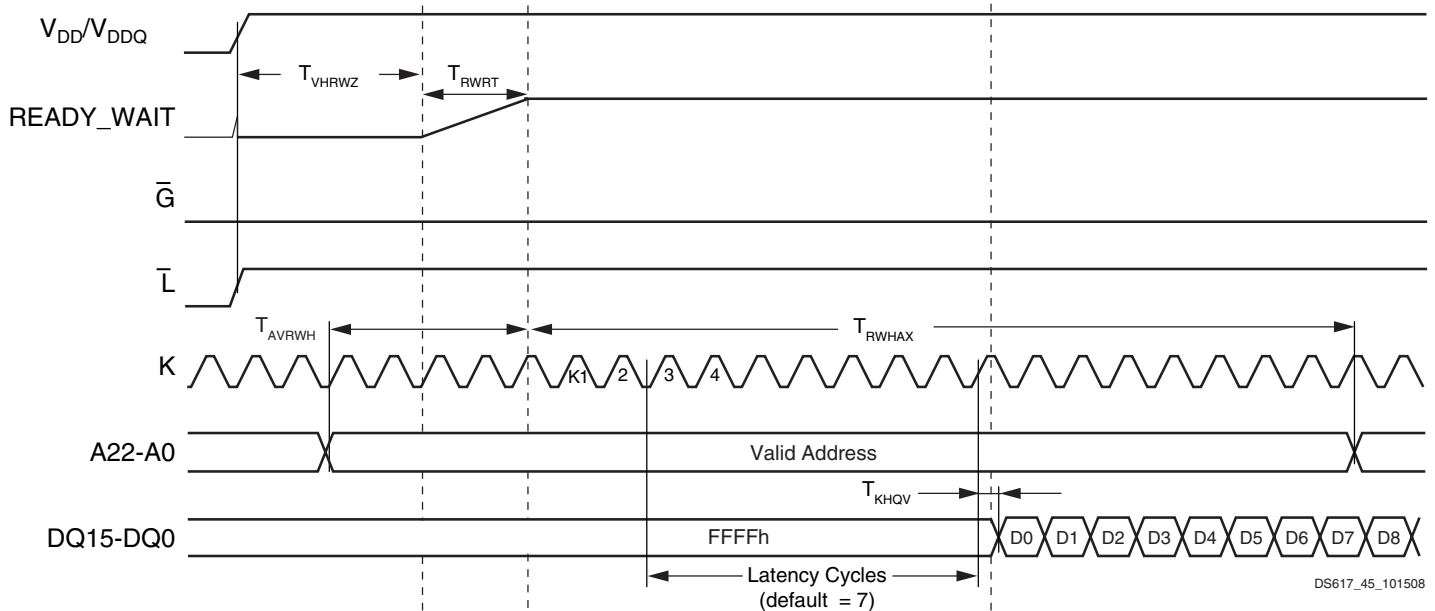 VDD/VDDQ
TVHRWZ
TRWRT
READY_WAIT
G̅
L̅
TAVRWH
TRWHAX
K
K1 2 3 4
A22-A0
Valid Address
TKHQV
DQ15-DQ0
FFFFh
D0 D1 D2 D3 D4 D5 D6 D7 D8
Latency Cycles
(default = 7)
DS617_45_101508